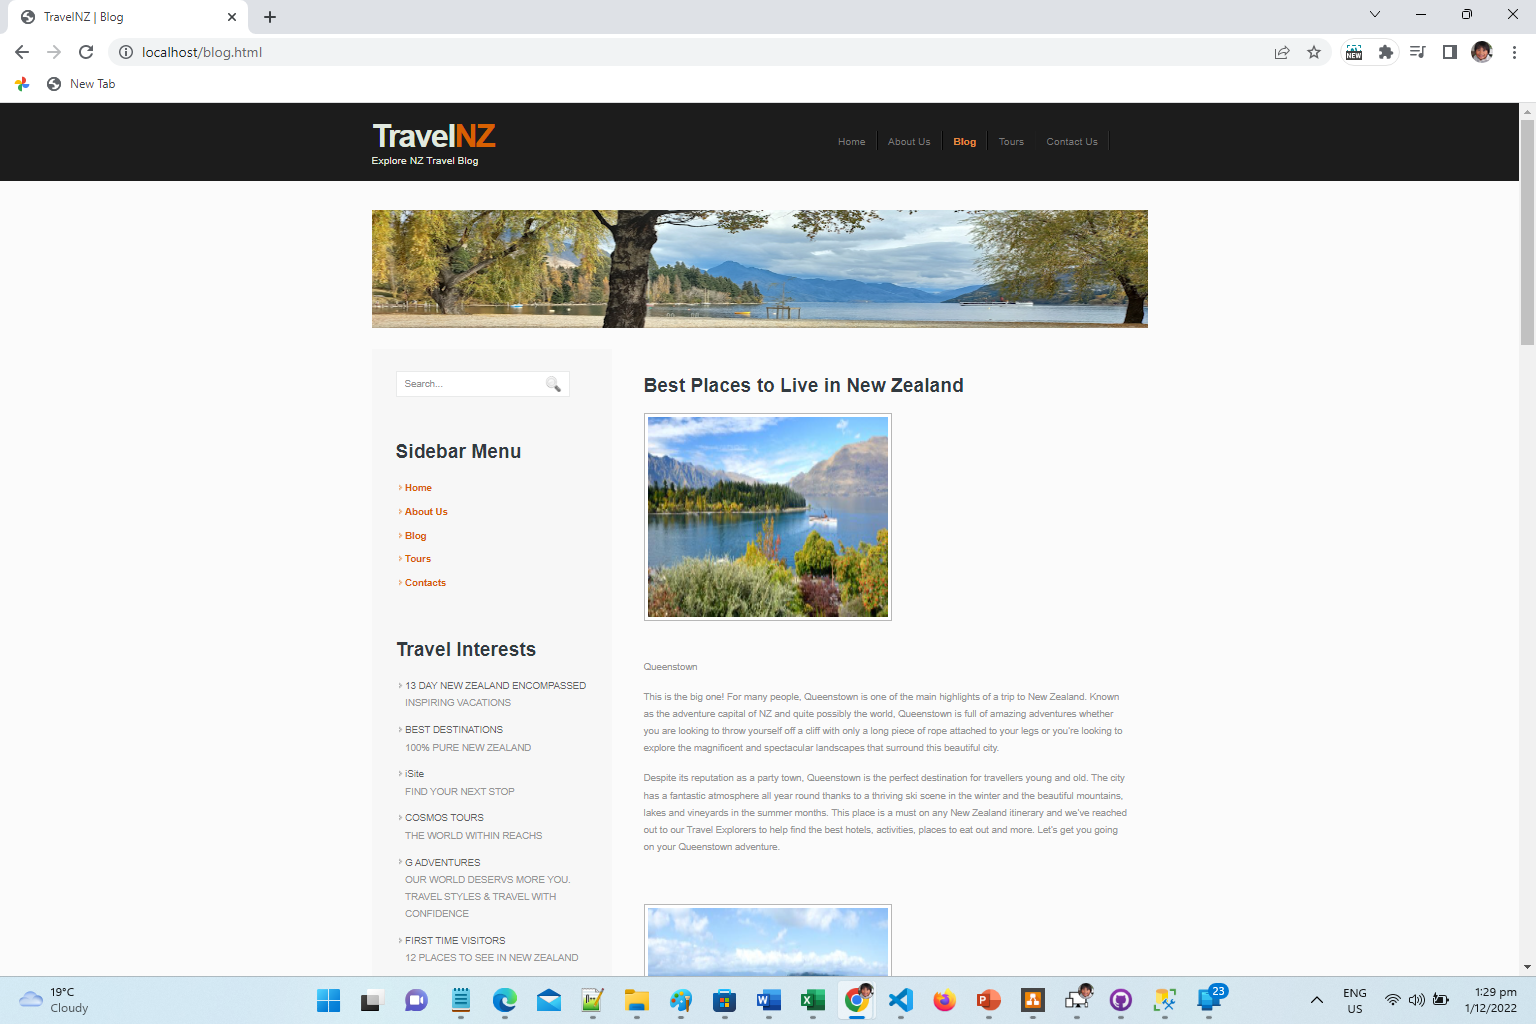 TravelNZ | Blog
localhost/blog.html
NEW
New Tab
TravelNZ
Explore NZ Travel Blog
Home
About Us
Blog
Tours
Contact Us
Search...
Sidebar Menu
Home
About Us
Blog
Tours
Contacts
Travel Interests
13 DAY NEW ZEALAND ENCOMPASSED
INSPIRING VACATIONS
BEST DESTINATIONS
100% PURE NEW ZEALAND
iSite
FIND YOUR NEXT STOP
COSMOS TOURS
THE WORLD WITHIN REACHS
G ADVENTURES
OUR WORLD DESERVS MORE YOU.
TRAVEL STYLES & TRAVEL WITH
CONFIDENCE
FIRST TIME VISITORS
12 PLACES TO SEE IN NEW ZEALAND
Best Places to Live in New Zealand
Queenstown
This is the big one! For many people, Queenstown is one of the main highlights of a trip to New Zealand. Known
as the adventure capital of NZ and quite possibly the world, Queenstown is full of amazing adventures whether
you are looking to throw yourself off a cliff with only a long piece of rope attached to your legs or you're looking to
explore the magnificent and spectacular landscapes that surround this beautiful city.
Despite its reputation as a party town, Queenstown is the perfect destination for travellers young and old. The city
has a fantastic atmosphere all year round thanks to a thriving ski scene in the winter and the beautiful mountains,
lakes and vineyards in the summer months. This place is a must on any New Zealand itinerary and we've reached
out to our Travel Explorers to help find the best hotels, activities, places to eat out and more. Let's get you going
on your Queenstown adventure.
19°C
Cloudy
23
ENG
US
1:29 pm
1/12/2022